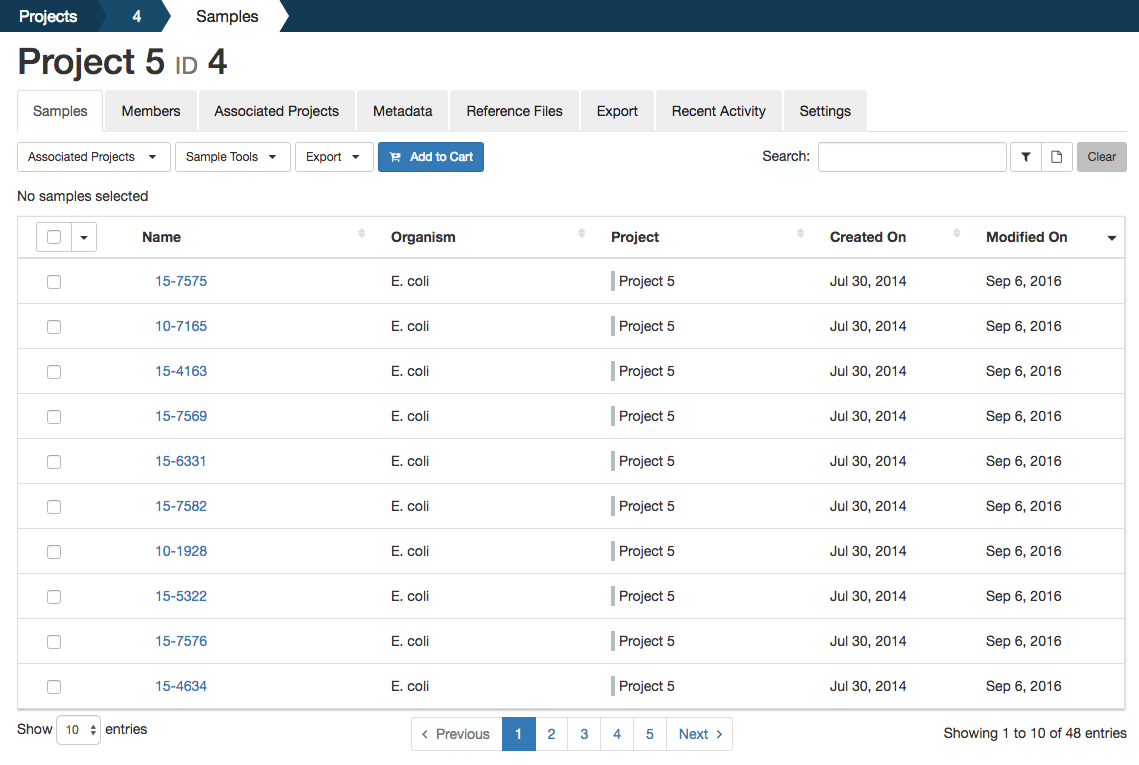 Projects 4 Samples
Project 5 ID 4
Samples Members Associated Projects Metadata Reference Files Export Recent Activity Settings
Associated Projects Sample Tools Export Add to Cart Search: Clear
No samples selected
Name Organism Project Created On Modified On
15-7575 E. coli Project 5 Jul 30, 2014 Sep 6, 2016
10-7165 E. coli Project 5 Jul 30, 2014 Sep 6, 2016
15-4163 E. coli Project 5 Jul 30, 2014 Sep 6, 2016
15-7569 E. coli Project 5 Jul 30, 2014 Sep 6, 2016
15-6331 E. coli Project 5 Jul 30, 2014 Sep 6, 2016
15-7582 E. coli Project 5 Jul 30, 2014 Sep 6, 2016
10-1928 E. coli Project 5 Jul 30, 2014 Sep 6, 2016
15-5322 E. coli Project 5 Jul 30, 2014 Sep 6, 2016
15-7576 E. coli Project 5 Jul 30, 2014 Sep 6, 2016
15-4634 E. coli Project 5 Jul 30, 2014 Sep 6, 2016
Show 10 entries Previous 1 2 3 4 5 Next Showing 1 to 10 of 48 entries